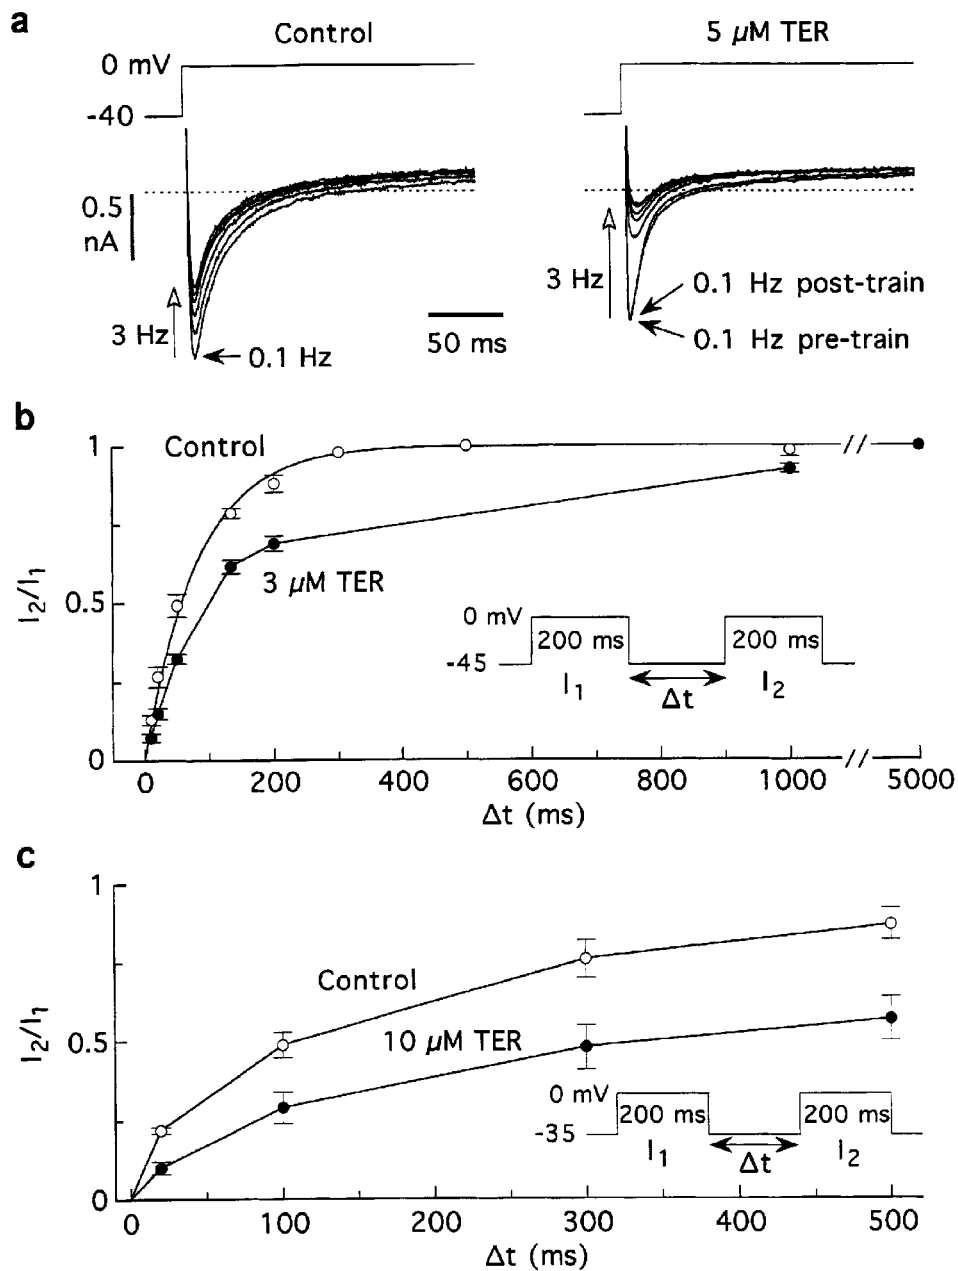 a
Control
5 μM TER
0 mV
-40
0.5
nA
3 Hz
0.1 Hz
50 ms
3 Hz
0.1 Hz post-train
0.1 Hz pre-train
b
1
Control
3 μM TER
0.5
I2/I1
0 mV
200 ms
200 ms
-45
I1
Δt
I2
0
0
200
400
600
800
1000
5000
Δt (ms)
c
1
Control
10 μM TER
0.5
I2/I1
0 mV
200 ms
200 ms
-35
I1
Δt
I2
0
0
100
200
300
400
500
Δt (ms)